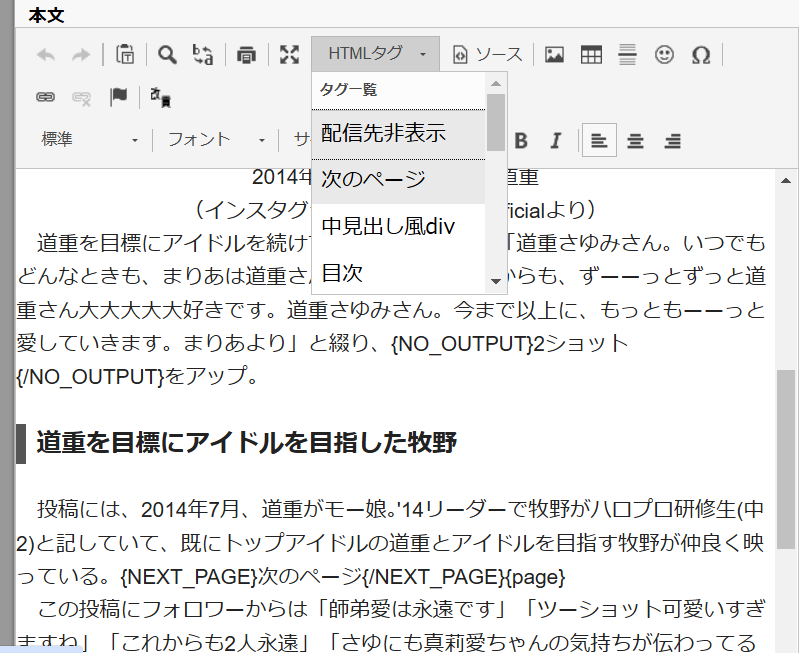 本文
HTMLタグ
ソース
標準
フォント
サ
B I
タグ一覧
配信先非表示
次のページ
中見出し風div
目次
2014年 道重
（インスタグ ficialより）
道重を目標にアイドルを続け 「道重さゆみさん。いつでも
どんなときも、まりあは道重さ からも、ずーーっとずっと道
重さん大大大大大好きです。道重さゆみさん。今まで以上に、もっともーーっと
愛していきます。まりあより」と綴り、{NO_OUTPUT}2ショット
{/NO_OUTPUT}をアップ。
道重を目標にアイドルを目指した牧野
投稿には、2014年7月、道重がモー娘。'14リーダーで牧野がハロプロ研修生(中
2)と記していて、既にトップアイドルの道重とアイドルを目指す牧野が仲良く映
っている。{NEXT_PAGE}次のページ{/NEXT_PAGE}{page}
この投稿にフォロワーからは「師弟愛は永遠です」「ツーショット可愛いすぎ
ますね」「これからも2人永遠」「さゆにも真莉愛ちゃんの気持ちが伝わってる